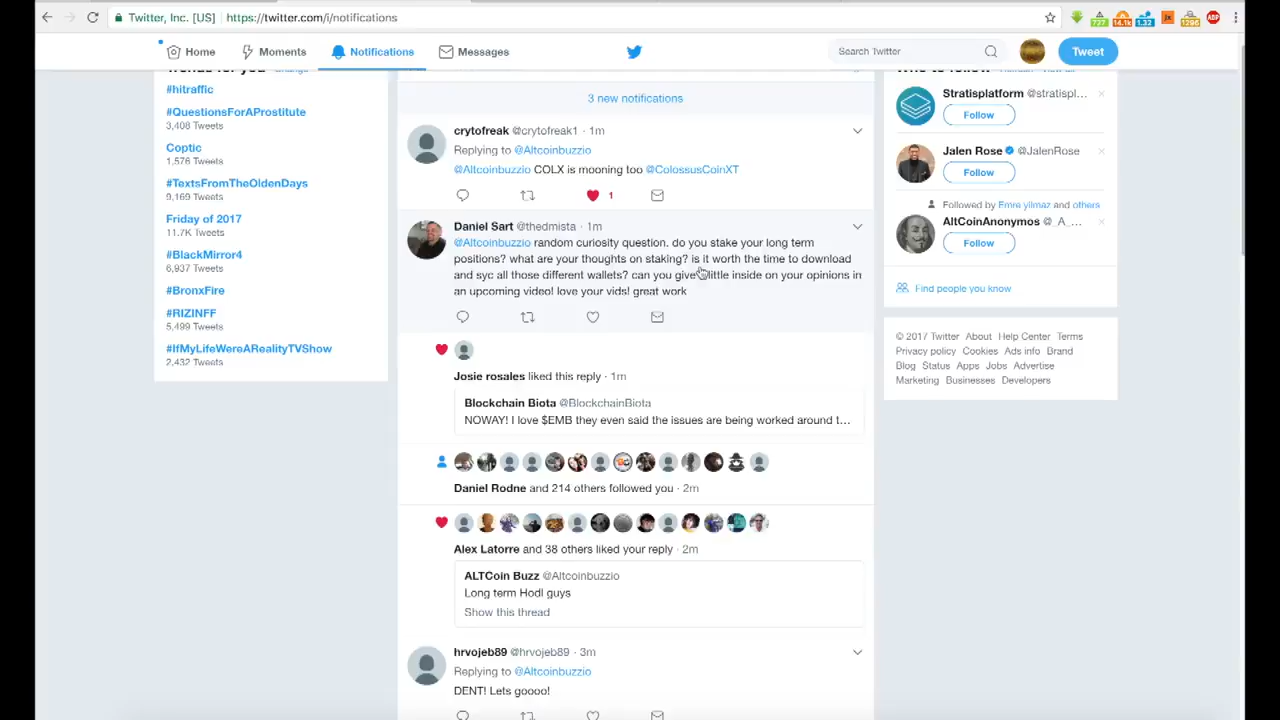 Twitter, Inc. [US] https://twitter.com/i/notifications
727 14.1k 1.32 jx 1296 ABP
Home Moments Notifications Messages Search Twitter Tweet
#hitraffic
#QuestionsForAProstitute
3,408 Tweets
Coptic
1,576 Tweets
#TextsFromTheOldenDays
9,169 Tweets
Friday of 2017
11.7K Tweets
#BlackMirror4
6,937 Tweets
#BronxFire
#RIZINFF
5,499 Tweets
#IfMyLifeWereARealityTVShow
2,432 Tweets
3 new notifications
crytofreak @crytofreak1 · 1m
Replying to @Altcoinbuzzio
@Altcoinbuzzio COLX is mooning too @ColossusCoinXT
1
Daniel Sart @thedmista · 1m
@Altcoinbuzzio random curiosity question. do you stake your long term
positions? what are your thoughts on staking? is it worth the time to download
and syc all those different wallets? can you give little inside on your opinions in
an upcoming video! love your vids! great work
Josie rosales liked this reply · 1m
Blockchain Biota @BlockchainBiota
NOWAY! I love $EMB they even said the issues are being worked around t...
Daniel Rodne and 214 others followed you · 2m
Alex Latorre and 38 others liked your reply · 2m
ALTCoin Buzz @Altcoinbuzzio
Long term Hodl guys
Show this thread
hrvojeb89 @hrvojeb89 · 3m
Replying to @Altcoinbuzzio
DENT! Lets goooo!
Stratisplatform @stratispl...
Follow
Jalen Rose @JalenRose
Follow
Followed by Emre yilmaz and others
AltCoinAnonymos @_A_...
Follow
Find people you know
© 2017 Twitter About Help Center Terms
Privacy policy Cookies Ads info Brand
Blog Status Apps Jobs Advertise
Marketing Businesses Developers